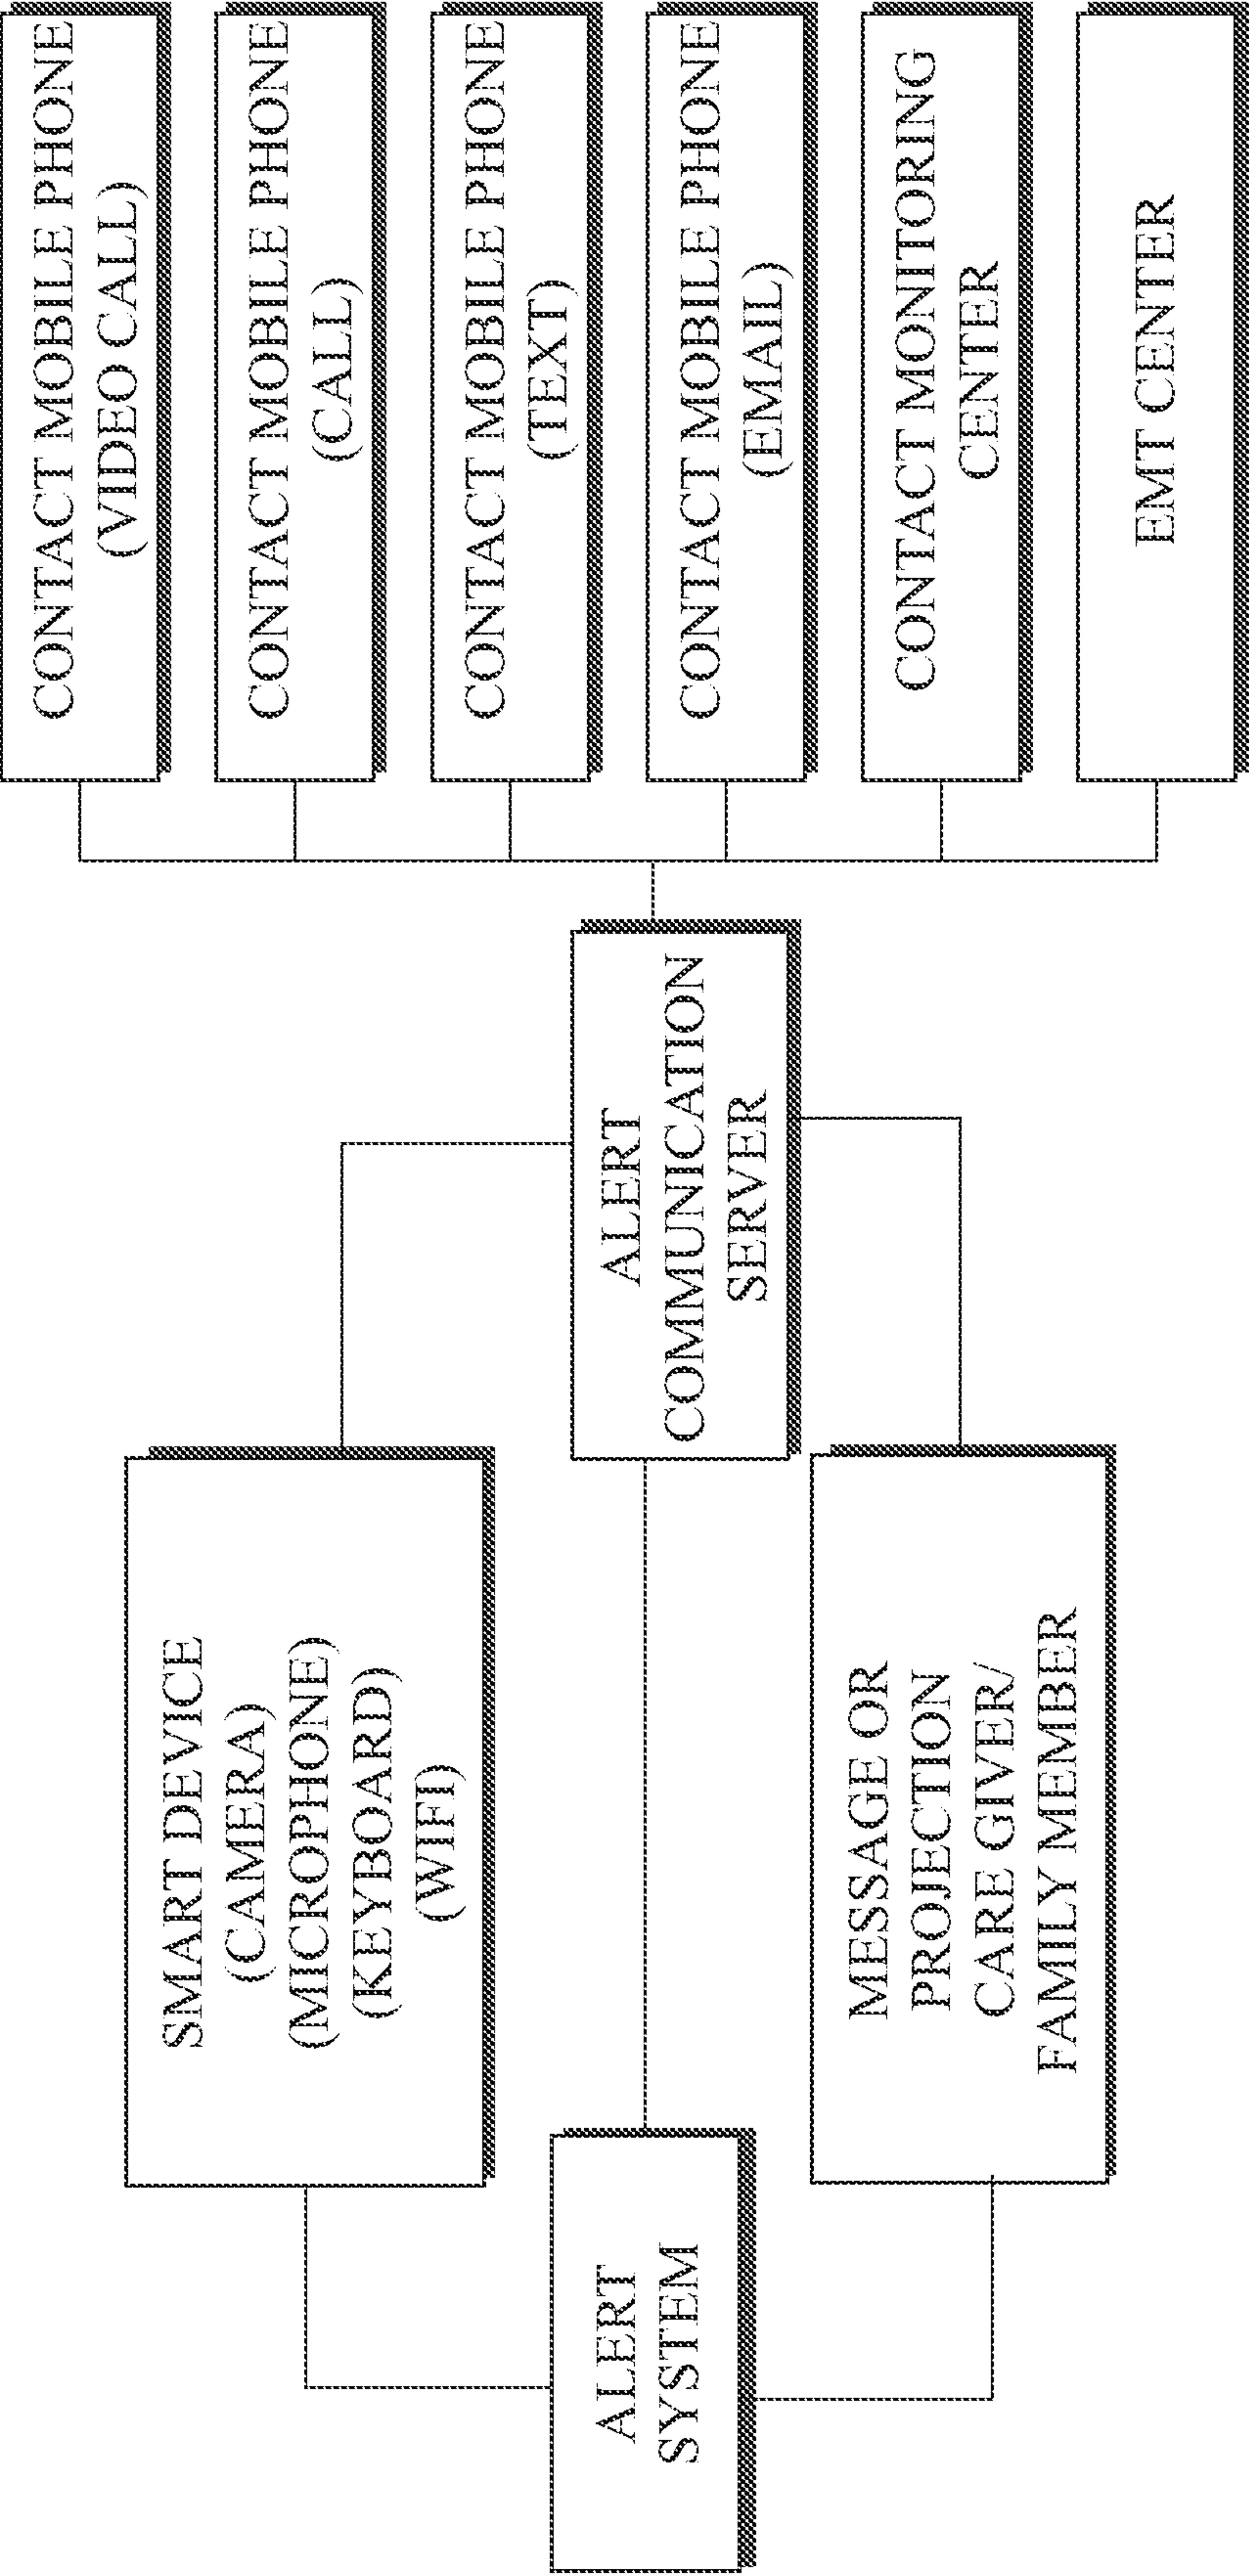 CONTACT MOBILE PHONE
(VIDEO CALL)
CONTACT MOBILE PHONE
(CALL)
CONTACT MOBILE PHONE
(TEXT)
CONTACT MOBILE PHONE
(EMAIL)
CONTACT MONITORING
CENTER
EMT CENTER
ALERT
COMMUNICATION
SERVER
SMART DEVICE
(CAMERA)
(MICROPHONE)
(KEYBOARD)
(WIFI)
MESSAGE OR
PROJECTION
CARE GIVER/
FAMILY MEMBER
ALERT
SYSTEM